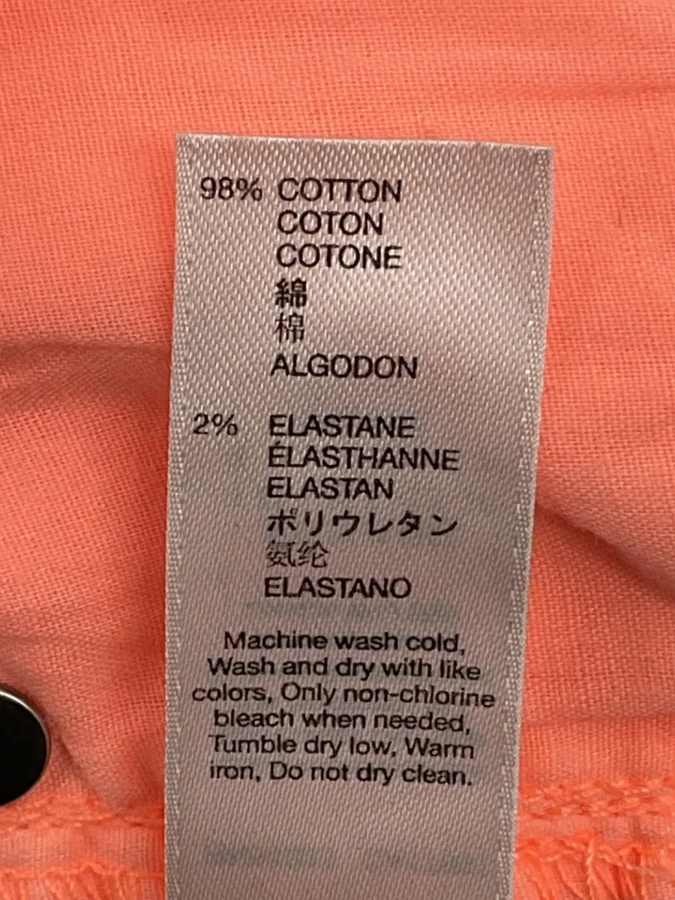 98% COTTON
COTON
COTONE
綿
棉
ALGODON
2% ELASTANE
ÉLASTHANNE
ELASTAN
ポリウレタン
氨纶
ELASTANO
Machine wash cold,
Wash and dry with like
colors, Only non-chlorine
bleach when needed,
Tumble dry low, Warm
iron, Do not dry clean.